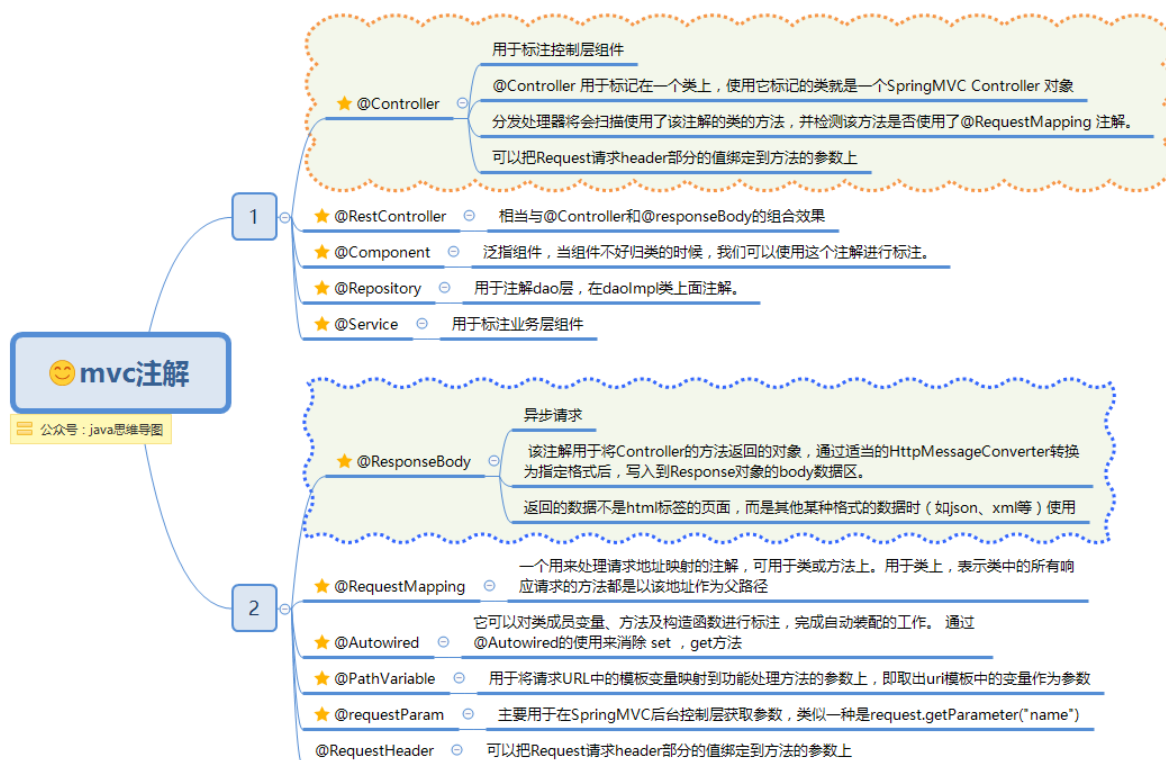 mvc注解
公众号：java思维导图
1
@Controller
用于标注控制层组件
@Controller 用于标记在一个类上，使用它标记的类就是一个SpringMVC Controller 对象
分发处理器将会扫描使用了该注解的类的方法，并检测该方法是否使用了@RequestMapping 注解。
可以把Request请求header部分的值绑定到方法的参数上
@RestController
相当与@Controller和@responseBody的组合效果
@Component
泛指组件，当组件不好归类的时候，我们可以使用这个注解进行标注。
@Repository
用于注解dao层，在daoImpl类上面注解。
@Service
用于标注业务层组件
2
@ResponseBody
异步请求
该注解用于将Controller的方法返回的对象，通过适当的HttpMessageConverter转换
为指定格式后，写入到Response对象的body数据区。
返回的数据不是html标签的页面，而是其他某种格式的数据时（如json、xml等）使用
@RequestMapping
一个用来处理请求地址映射的注解，可用于类或方法上。用于类上，表示类中的所有响
应请求的方法都是以该地址作为父路径
@Autowired
它可以对类成员变量、方法及构造函数进行标注，完成自动装配的工作。 通过
@Autowired的使用来消除 set ，get方法
@PathVariable
用于将请求URL中的模板变量映射到功能处理方法的参数上，即取出uri模板中的变量作为参数
@requestParam
主要用于在SpringMVC后台控制层获取参数，类似一种是request.getParameter("name")
@RequestHeader
可以把Request请求header部分的值绑定到方法的参数上